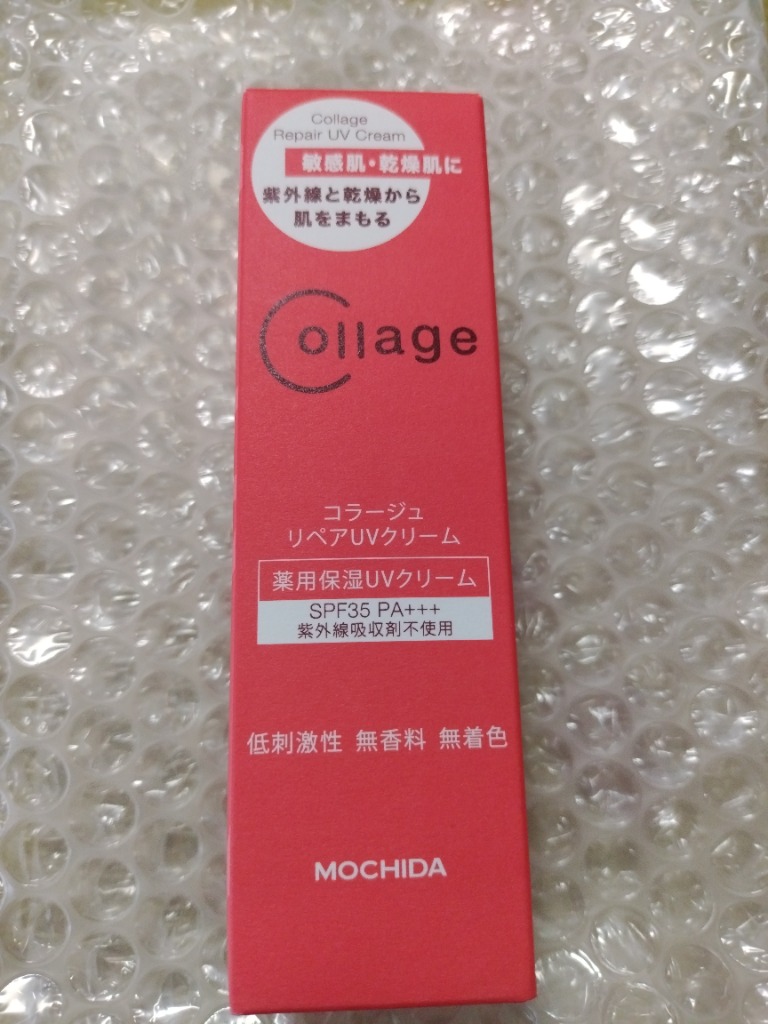 Collage
Repair UV Cream
敏感肌・乾燥肌に
紫外線と乾燥から
肌をまもる
Collage
コラージュ
リペアUVクリーム
薬用保湿UVクリーム
SPF35 PA+++
紫外線吸収剤不使用
低刺激性 無香料 無着色
MOCHIDA